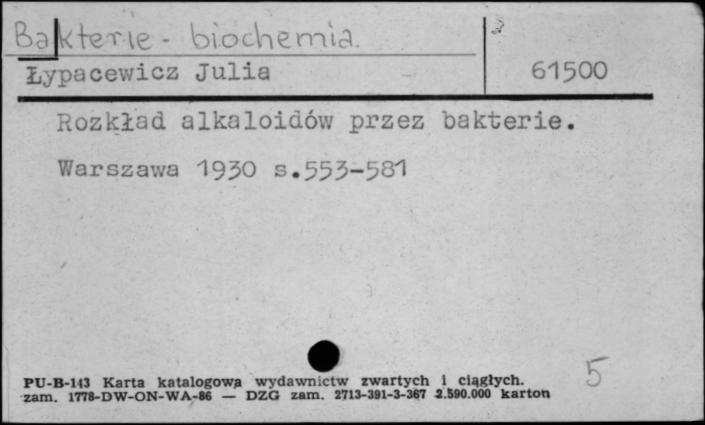 Bakterie - biochemia.
2
Łypacewicz Julia
61500
Rozkład alkaloidów przez bakterie.
Warszawa 1930 s.553-581
5
PU-B-143 Karta katalogowa wydawnictw zwartych i ciągłych.
zam. 1778-DW-ON-WA-86 — DZG zam. 2713-391-3-367 2.590.000 karton